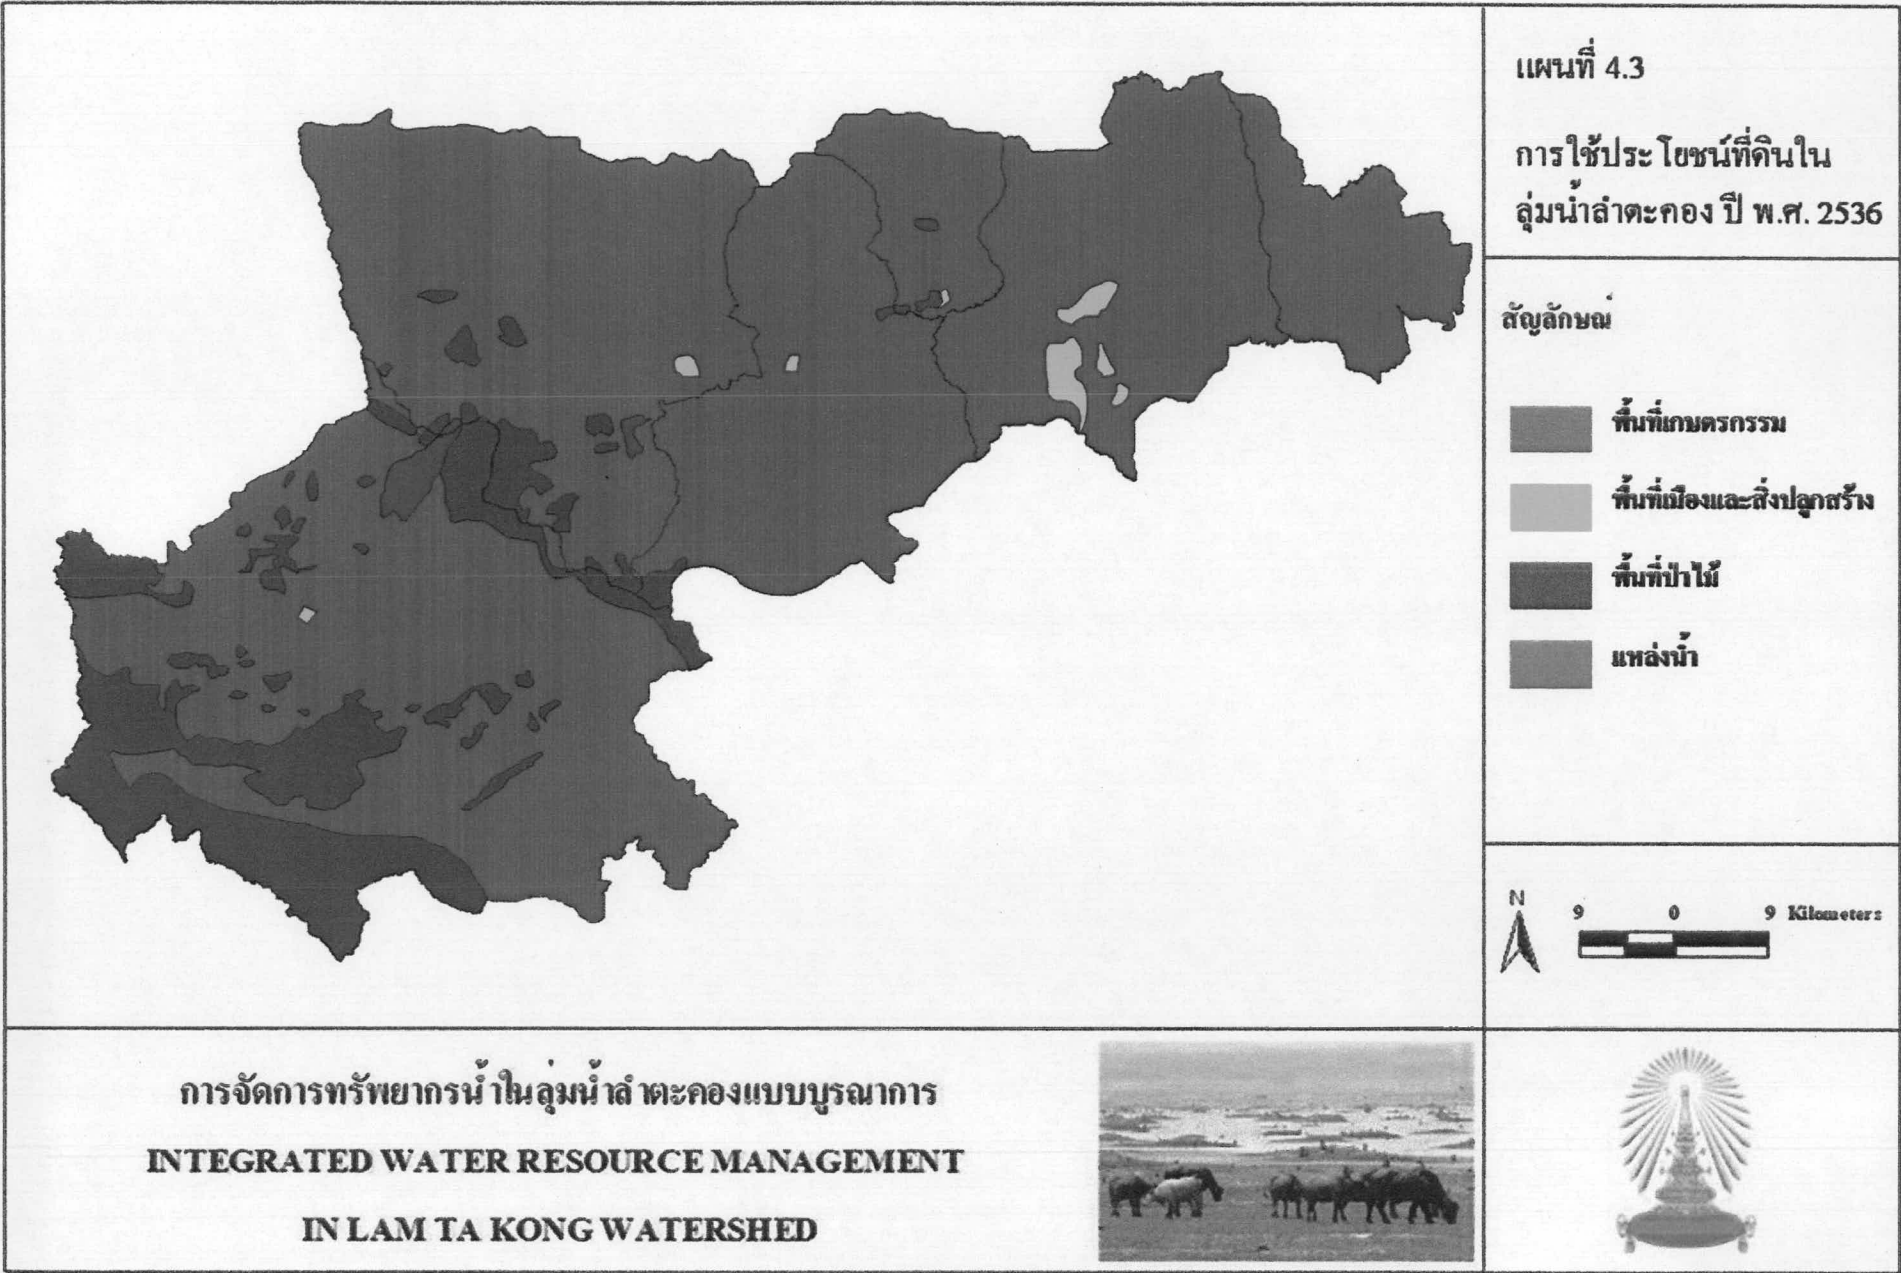 แผนที่ 4.3
การใช้ประโยชน์ที่ดินใน
ลุ่มน้ำลำตะคอง ปี พ.ศ. 2536
สัญลักษณ์
พื้นที่เกษตรกรรม
พื้นที่เมืองและสิ่งปลูกสร้าง
พื้นที่ป่าไม้
แหล่งน้ำ
N
9 0 9 Kilometers
การจัดการทรัพยากรน้ำในลุ่มน้ำลำตะคองแบบบูรณาการ
INTEGRATED WATER RESOURCE MANAGEMENT
IN LAM TA KONG WATERSHED